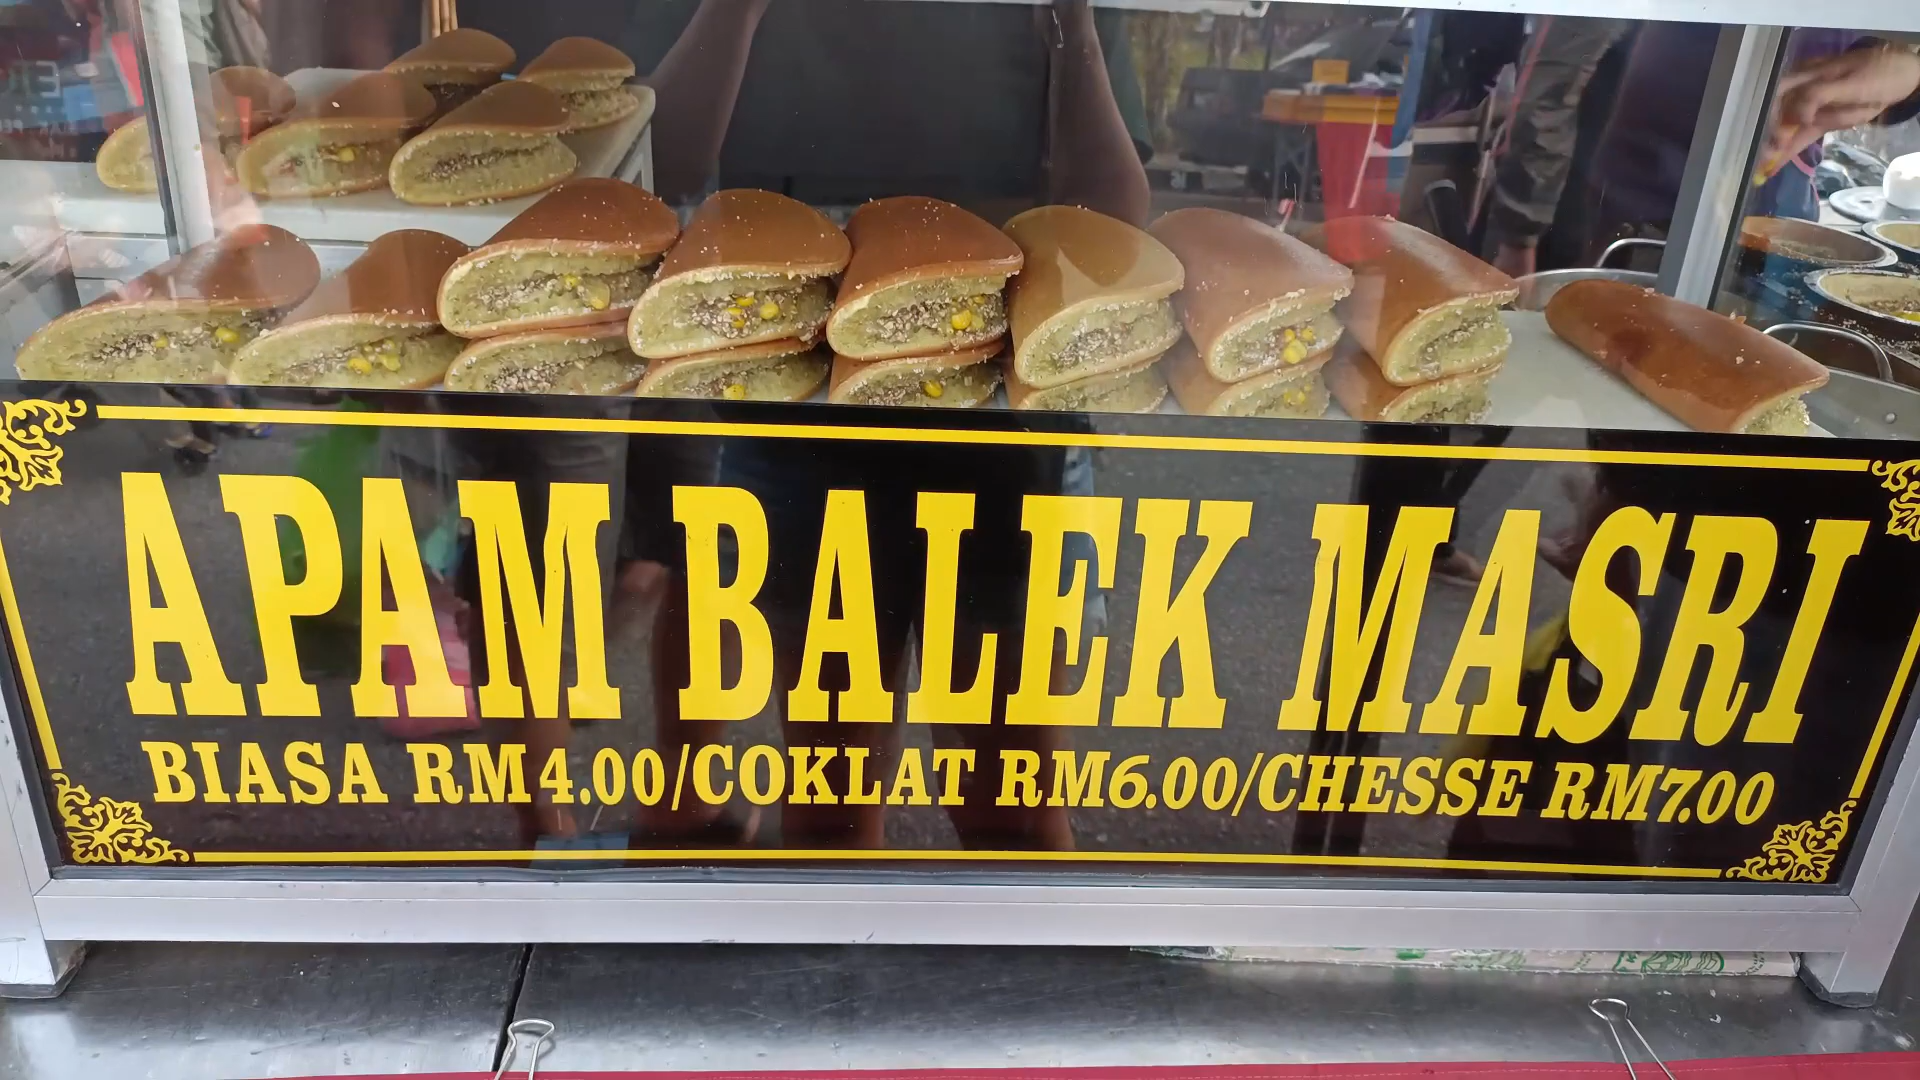 APAM BALEK MASRI
BIASA RM4.00/COKLAT RM6.00/CHESSE RM7.00